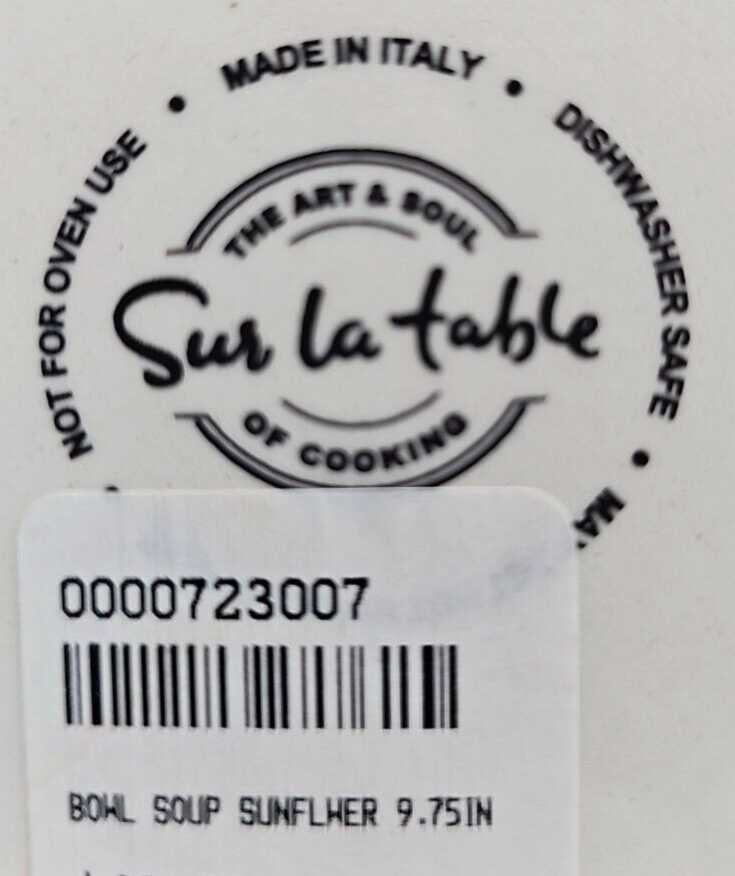 MADE IN ITALY • DISHWASHER SAFE •
NOT FOR OVEN USE •
THE ART & SOUL
Sur la table
OF COOKING
0000723007
BOWL SOUP SUNFLWER 9.75IN